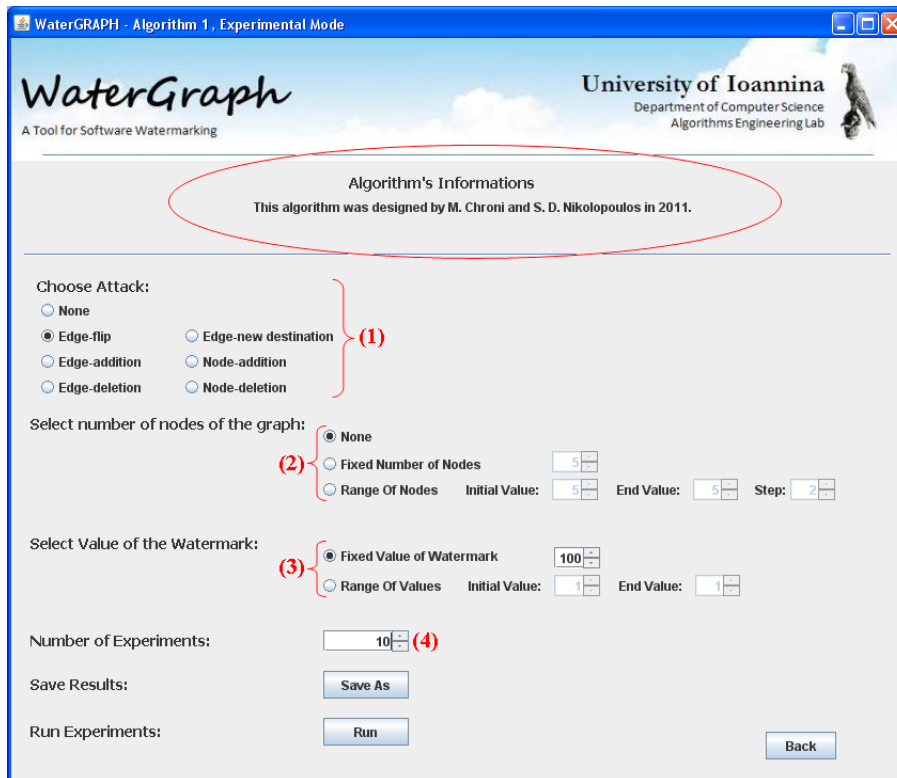 WaterGRAPH - Algorithm 1 , Experimental Mode
WaterGraph
A Tool for Software Watermarking
University of Ioannina
Department of Computer Science
Algorithms Engineering Lab
Algorithm's Informations
This algorithm was designed by M. Chroni and S. D. Nikolopoulos in 2011.
Choose Attack:
None
Edge-flip Edge-new destination (1)
Edge-addition Node-addition
Edge-deletion Node-deletion
Select number of nodes of the graph:
None
(2) Fixed Number of Nodes 5
Range Of Nodes Initial Value: 5 End Value: 5 Step: 2
Select Value of the Watermark:
Fixed Value of Watermark 100
(3)
Range Of Values Initial Value: 1 End Value: 1
Number of Experiments: 10 (4)
Save Results: Save As
Run Experiments: Run
Back